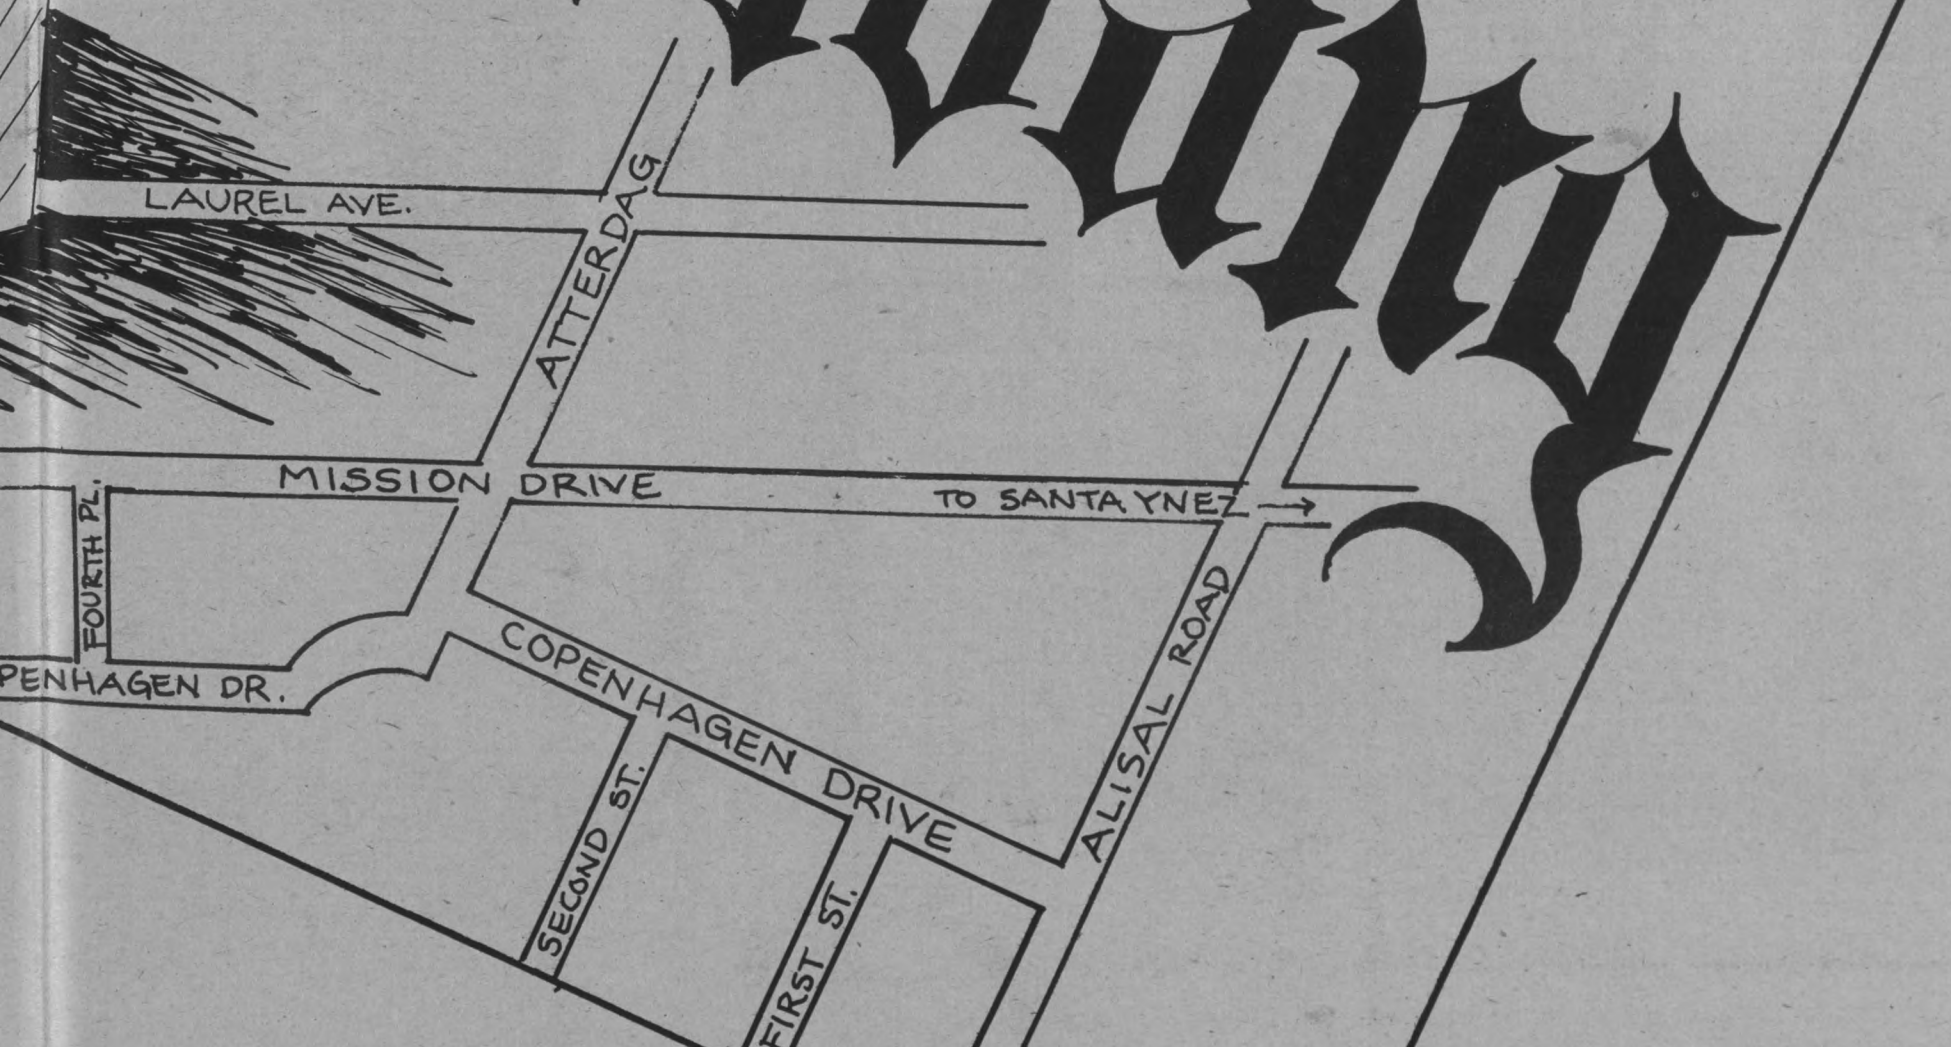 LAUREL AVE.
ATTERDAG
MISSION DRIVE
TO SANTA YNEZ →
FOURTH PL.
PENHAGEN DR.
COPENHAGEN DRIVE
ALISAL ROAD
SECOND ST.
FIRST ST.